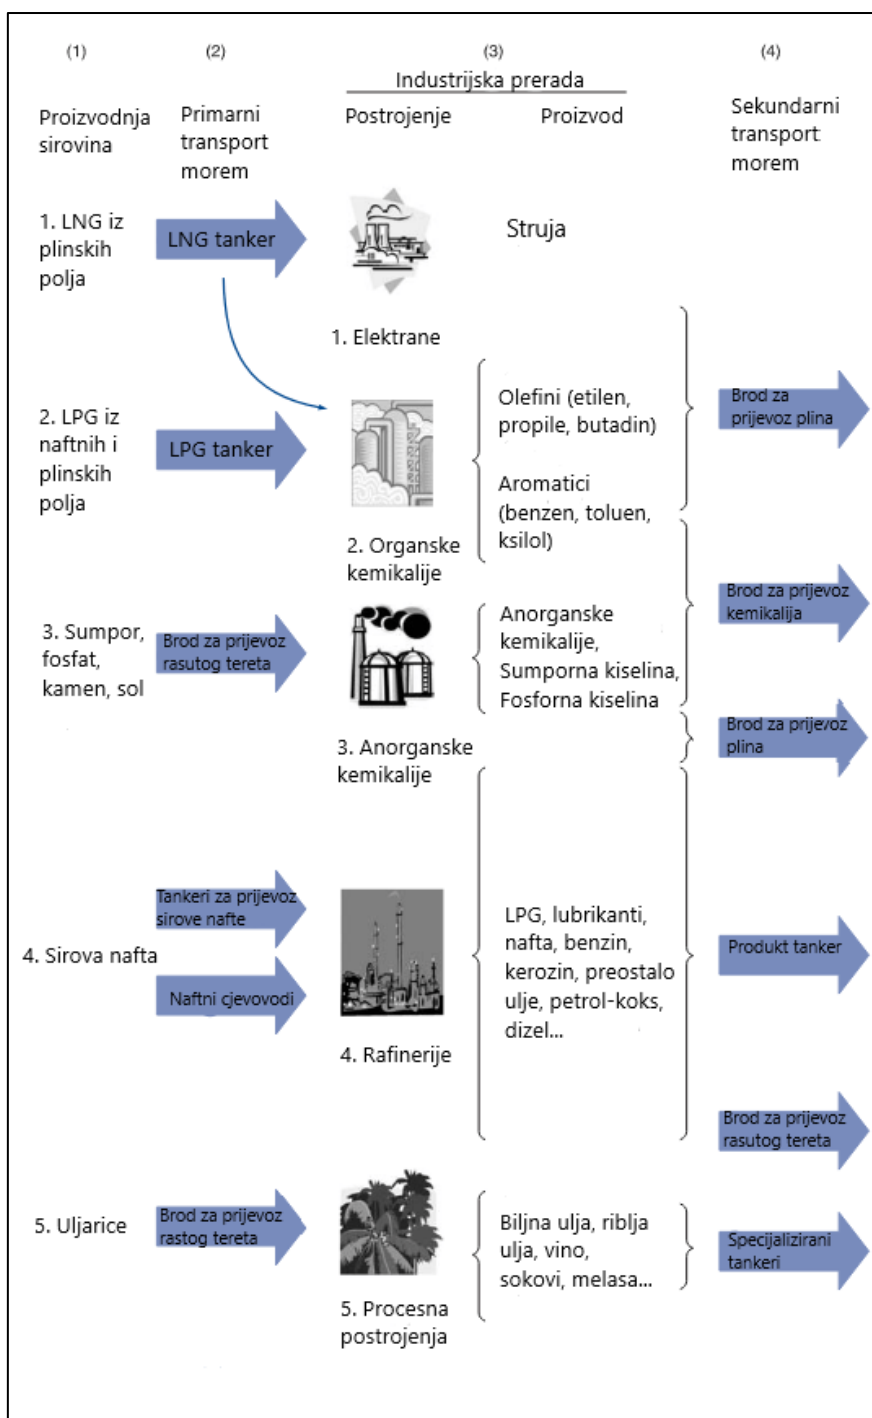 (1)
(2)
(3)
(4)
Industrijska prerada
Proizvodnja
sirovina
Primarni
transport
morem
Postrojenje
Proizvod
Sekundarni
transport
morem
1. LNG iz
plinskih
polja
LNG tanker
Struja
1. Elektrane
2. LPG iz
naftnih i
plinskih
polja
LPG tanker
2. Organske
kemikalije
Olefini (etilen,
propile, butadin)
Aromatici
(benzen, toluen,
ksilol)
Brod za
prijevoz plina
3. Sumpor,
fosfat,
kamen, sol
Brod za prijevoz
rasutog tereta
3. Anorganske
kemikalije
Anorganske
kemikalije,
Sumporna kiselina,
Fosforna kiselina
Brod za prijevoz
kemikalija
Brod za prijevoz
plina
4. Sirova nafta
Tankeri za prijevoz
sirove nafte
Naftni cjevovodi
4. Rafinerije
LPG, lubrikanti,
nafta, benzin,
kerozin, preostalo
ulje, petrol-koks,
dizel...
Produkt tanker
Brod za prijevoz
rasutog tereta
5. Uljarice
Brod za prijevoz
rastog tereta
5. Procesna
postrojenja
Biljna ulja, riblja
ulja, vino,
sokovi, melasa...
Specijalizirani
tankeri